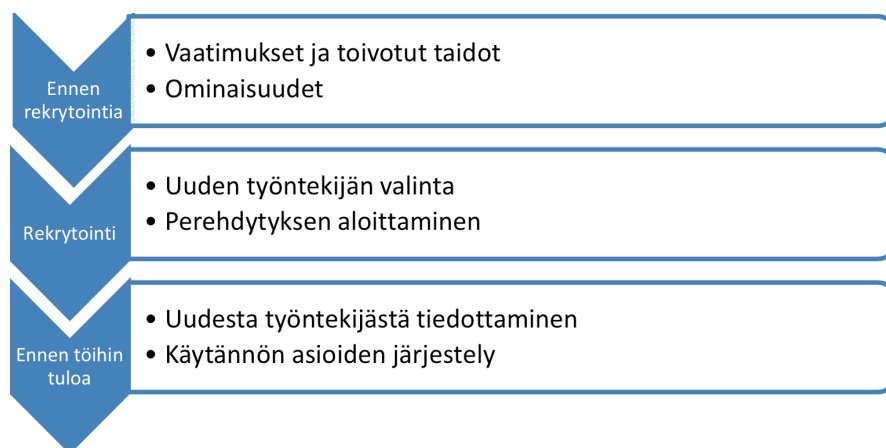 Ennen
rekrytointia
• Vaatimukset ja toivotut taidot
• Ominaisuudet
Rekrytointi
• Uuden työntekijän valinta
• Perehdytyksen aloittaminen
Ennen töihin
tuloa
• Uudesta työntekijästä tiedottaminen
• Käytännön asioiden järjestely